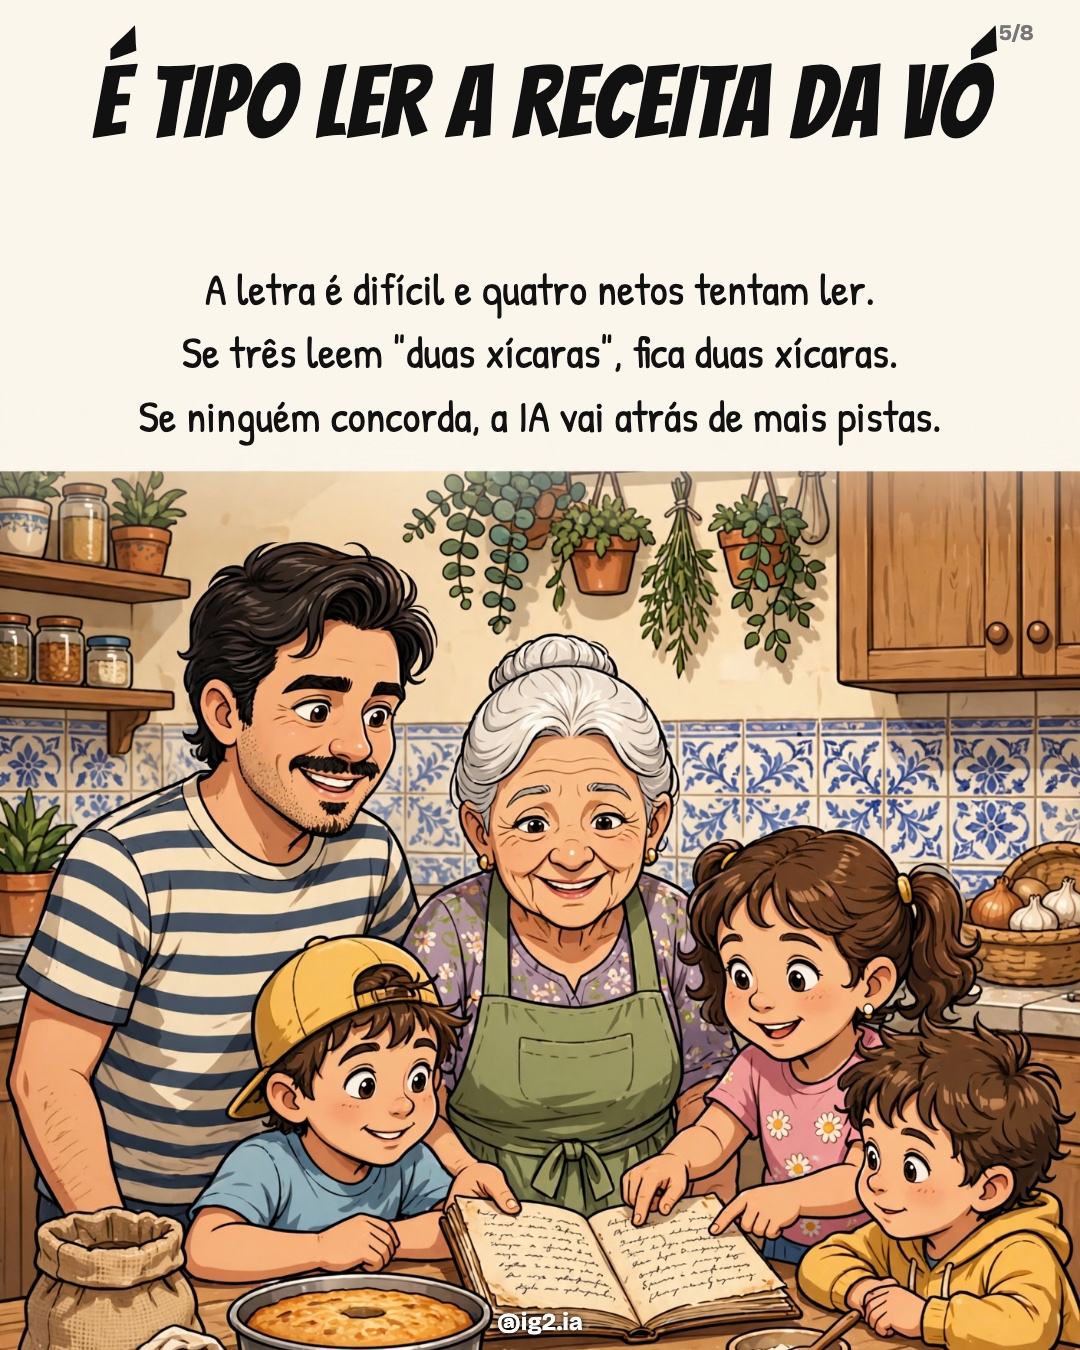 5/8
É TIPO LER A RECEITA DA VÓ
A letra é difícil e quatro netos tentam ler.
Se três leem "duas xícaras", fica duas xícaras.
Se ninguém concorda, a IA vai atrás de mais pistas.
@ig2.ia